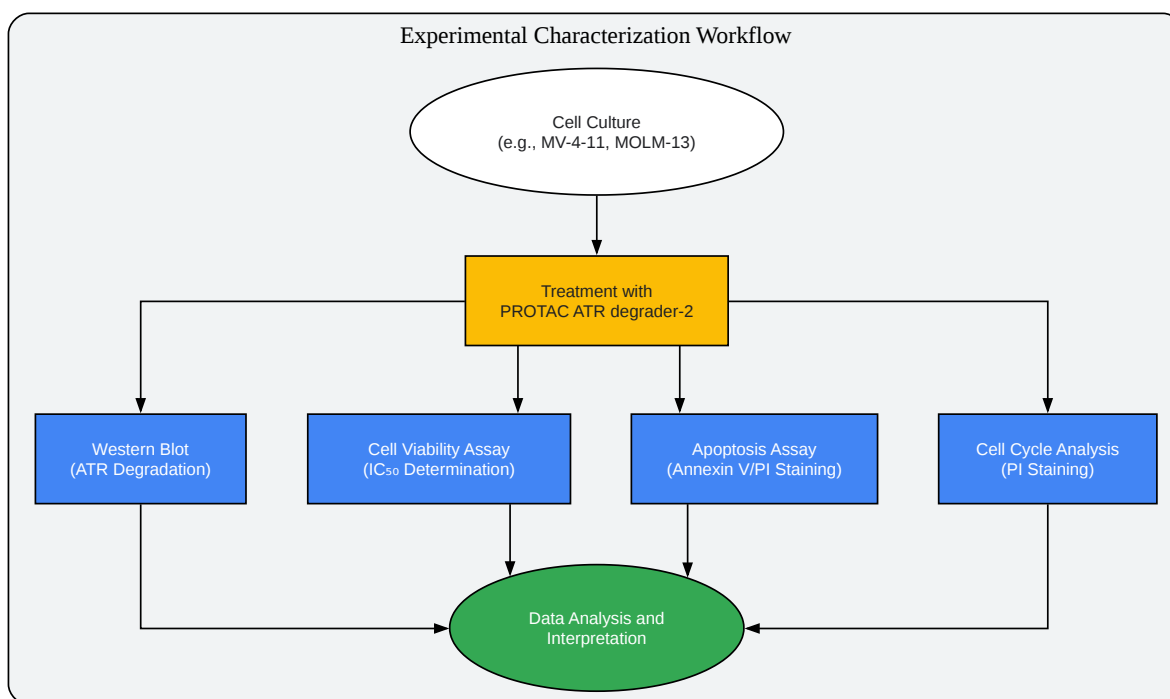 Experimental Characterization Workflow
Cell Culture
(e.g., MV-4-11, MOLM-13)
Treatment with
PROTAC ATR degrader-2
Western Blot
(ATR Degradation)
Cell Viability Assay
(IC₅₀ Determination)
Apoptosis Assay
(Annexin V/PI Staining)
Cell Cycle Analysis
(PI Staining)
Data Analysis and
Interpretation